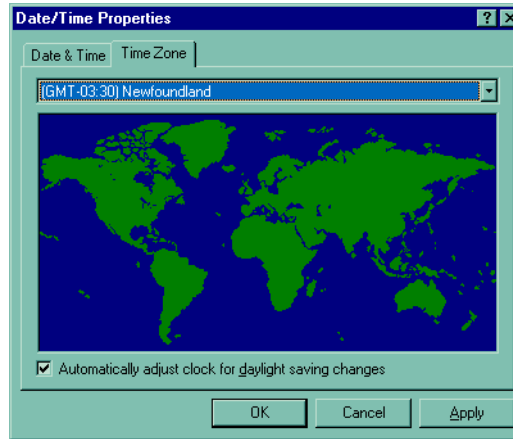 Date/Time Properties
Date & Time Time Zone
(GMT-03:30) Newfoundland
Automatically adjust clock for daylight saving changes
OK Cancel Apply